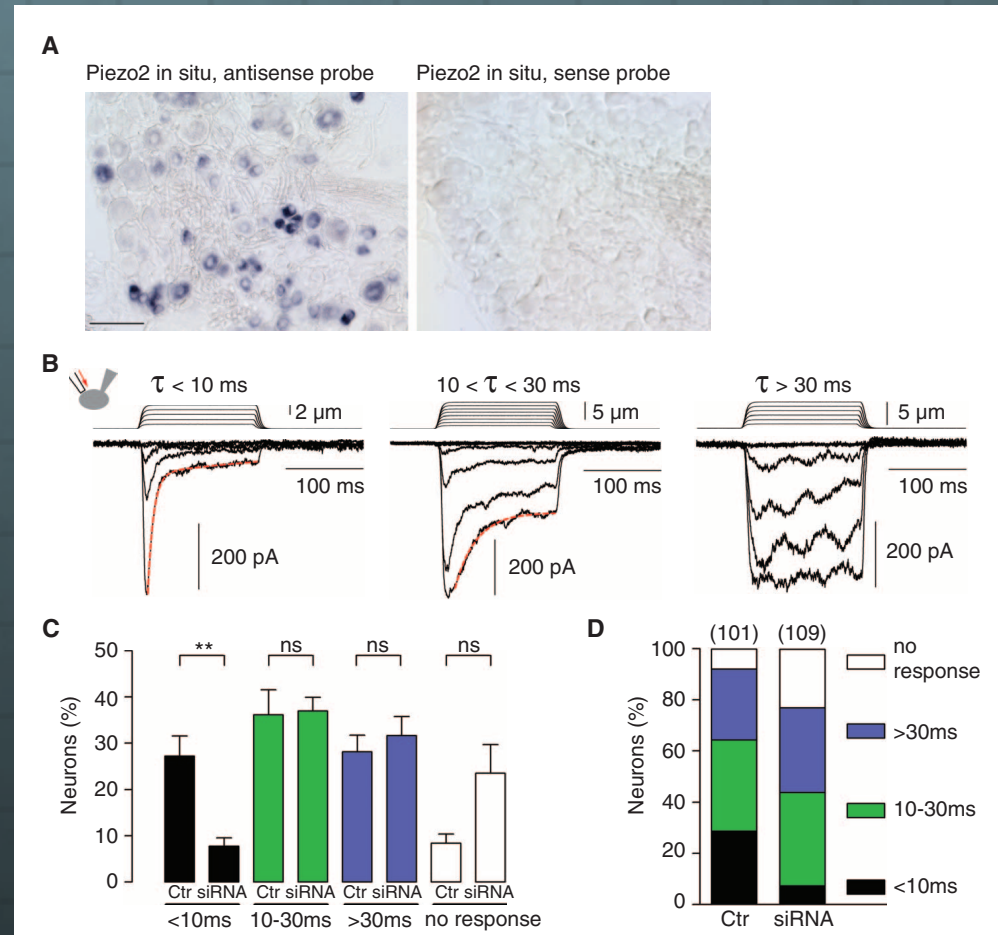 A
Piezo2 in situ, antisense probe
Piezo2 in situ, sense probe
B
τ < 10 ms
10 < τ < 30 ms
τ > 30 ms
2 μm
5 μm
5 μm
100 ms
100 ms
100 ms
200 pA
200 pA
200 pA
C
** ns ns ns
50
40
30
20
10
0
Neurons (%)
Ctr siRNA Ctr siRNA Ctr siRNA Ctr siRNA
<10ms 10-30ms >30ms no response
D
(101) (109)
100
80
60
40
20
0
Neurons (%)
Ctr siRNA
no
response
>30ms
10-30ms
<10ms